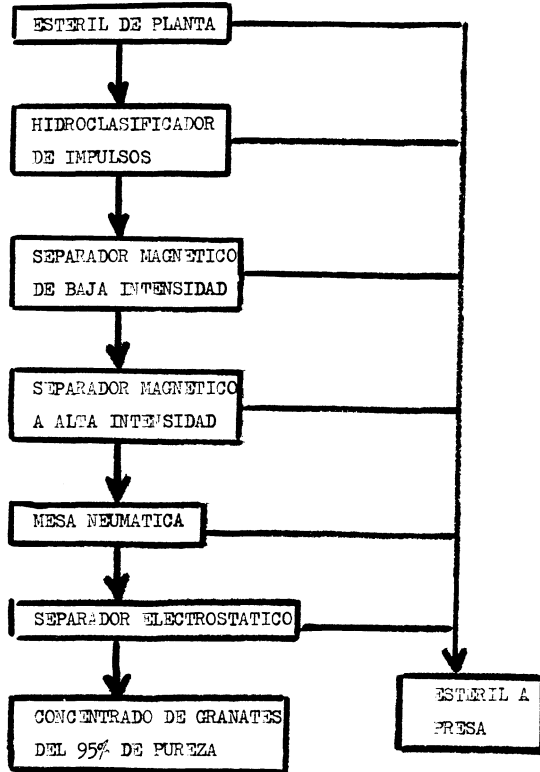 ESTERIL DE PLANTA
HIDROCLASIFICADOR
DE IMPULSOS
SEPARADOR MAGNETICO
DE BAJA INTENSIDAD
SEPARADOR MAGNETICO
A ALTA INTENSIDAD
MESA NEUMATICA
SEPARADOR ELECTROSTATICO
CONCENTRADO DE GRANATES
DEL 95% DE PUREZA
ESTERIL A
PRESA